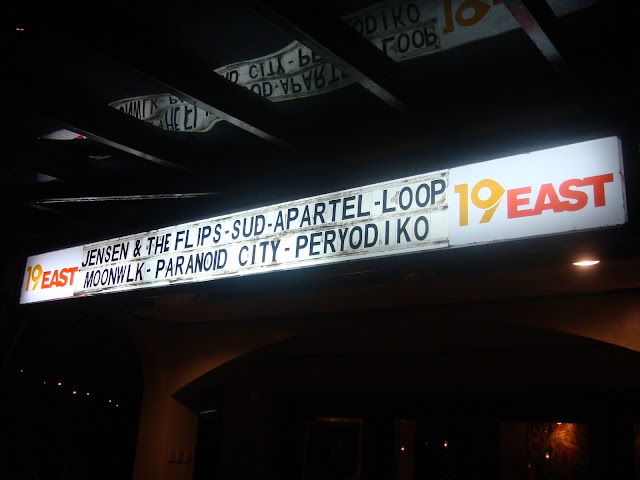 19 EAST
JENSEN & THE FLIPS-SUD-APARTEL-LOOP
MOONWLK-PARANOID CITY-PERYODIKO
19 EAST